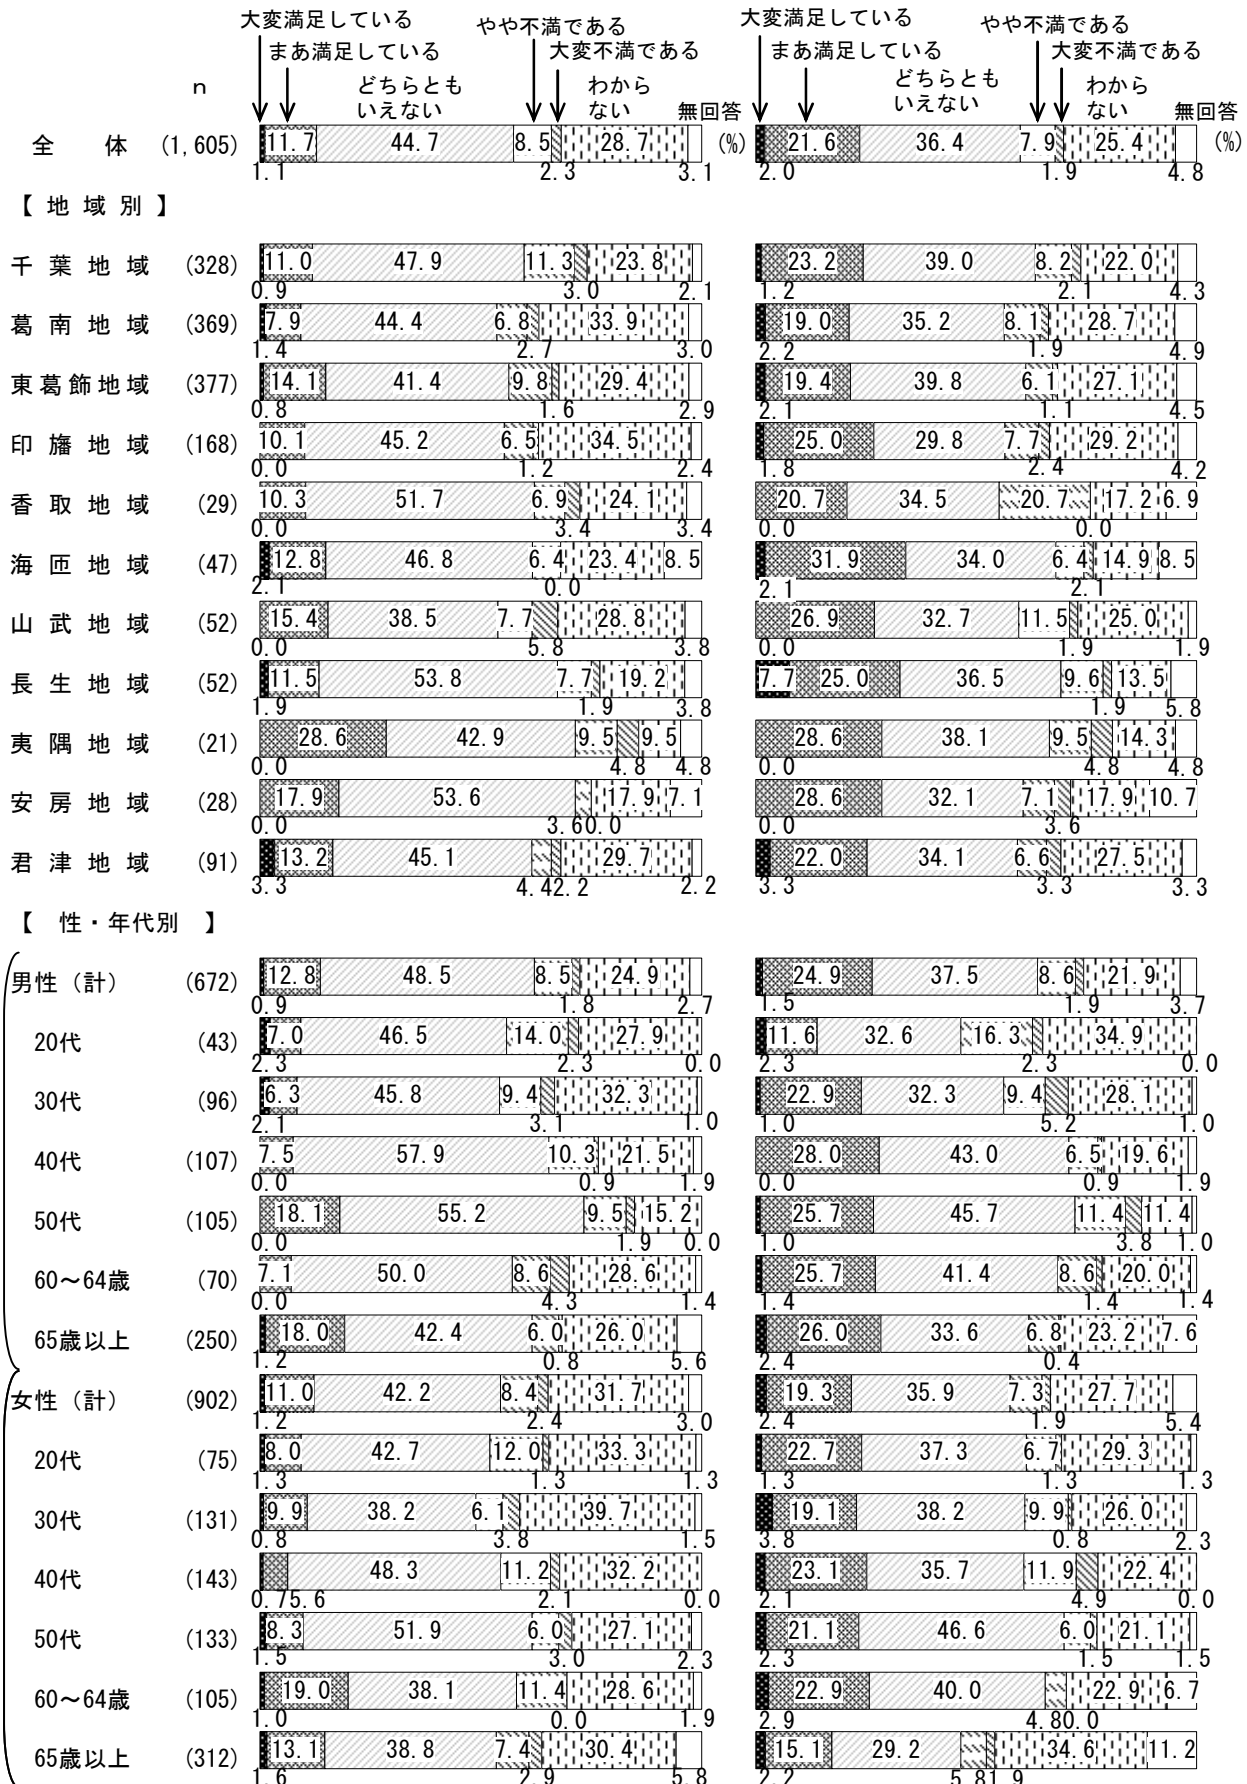 大変満足している 大変満足している
やや不満である やや不満である
まあ満足している 大変不満である まあ満足している 大変不満である
n どちらとも わから どちらとも わから
いえない ない 無回答 いえない ない 無回答
全 体 (1,605) 11.7 44.7 8.5 28.7 (%) 21.6 36.4 7.9 25.4 (%)
1.1 2.3 3.1 2.0 1.9 4.8
【 地 域 別 】
千 葉 地 域 (328) 11.0 47.9 11.3 23.8 23.2 39.0 8.2 22.0
0.9 3.0 2.1 1.2 2.1 4.3
葛 南 地 域 (369) 7.9 44.4 6.8 33.9 19.0 35.2 8.1 28.7
1.4 2.7 3.0 2.2 1.9 4.9
東葛飾地域 (377) 14.1 41.4 9.8 29.4 19.4 39.8 6.1 27.1
0.8 1.6 2.9 2.1 1.1 4.5
印 旛 地 域 (168) 10.1 45.2 6.5 34.5 25.0 29.8 7.7 29.2
0.0 1.2 2.4 1.8 2.4 4.2
香 取 地 域 (29) 10.3 51.7 6.9 24.1 20.7 34.5 20.7 17.2 6.9
0.0 3.4 3.4 0.0 0.0
海 匝 地 域 (47) 12.8 46.8 6.4 23.4 8.5 31.9 34.0 6.4 14.9 8.5
2.1 0.0 2.1 2.1
山 武 地 域 (52) 15.4 38.5 7.7 28.8 26.9 32.7 11.5 25.0
0.0 5.8 3.8 0.0 1.9 1.9
長 生 地 域 (52) 11.5 53.8 7.7 19.2 7.7 25.0 36.5 9.6 13.5
1.9 1.9 3.8 1.9 5.8
夷 隅 地 域 (21) 28.6 42.9 9.5 9.5 28.6 38.1 9.5 14.3
0.0 4.8 4.8 0.0 4.8 4.8
安 房 地 域 (28) 17.9 53.6 17.9 7.1 28.6 32.1 7.1 17.9 10.7
0.0 3.6 0.0 0.0 3.6
君 津 地 域 (91) 13.2 45.1 29.7 22.0 34.1 6.6 27.5
3.3 4.4 2.2 2.2 3.3 3.3 3.3
【 性・年代別 】
男性（計） (672) 12.8 48.5 8.5 24.9 24.9 37.5 8.6 21.9
0.9 1.8 2.7 1.5 1.9 3.7
20代 (43) 7.0 46.5 14.0 27.9 11.6 32.6 16.3 34.9
2.3 2.3 0.0 2.3 2.3 0.0
30代 (96) 6.3 45.8 9.4 32.3 22.9 32.3 9.4 28.1
2.1 3.1 1.0 1.0 5.2 1.0
40代 (107) 7.5 57.9 10.3 21.5 28.0 43.0 6.5 19.6
0.0 0.9 1.9 0.0 0.9 1.9
50代 (105) 18.1 55.2 9.5 15.2 25.7 45.7 11.4 11.4
0.0 1.9 0.0 1.0 3.8 1.0
60～64歳 (70) 7.1 50.0 8.6 28.6 25.7 41.4 8.6 20.0
0.0 4.3 1.4 1.4 1.4 1.4
65歳以上 (250) 18.0 42.4 6.0 26.0 26.0 33.6 6.8 23.2 7.6
1.2 0.8 5.6 2.4 0.4
女性（計） (902) 11.0 42.2 8.4 31.7 19.3 35.9 7.3 27.7
1.2 2.4 3.0 2.4 1.9 5.4
20代 (75) 8.0 42.7 12.0 33.3 22.7 37.3 6.7 29.3
1.3 1.3 1.3 1.3 1.3 1.3
30代 (131) 9.9 38.2 6.1 39.7 19.1 38.2 9.9 26.0
0.8 3.8 1.5 3.8 0.8 2.3
40代 (143) 48.3 11.2 32.2 23.1 35.7 11.9 22.4
0.7 5.6 2.1 0.0 2.1 4.9 0.0
50代 (133) 8.3 51.9 6.0 27.1 21.1 46.6 6.0 21.1
1.5 3.0 2.3 2.3 1.5 1.5
60～64歳 (105) 19.0 38.1 11.4 28.6 22.9 40.0 22.9 6.7
1.0 0.0 1.9 2.9 4.8 0.0
65歳以上 (312) 13.1 38.8 7.4 30.4 15.1 29.2 34.6 11.2
1.6 2.9 5.8 2.2 5.8 1.9